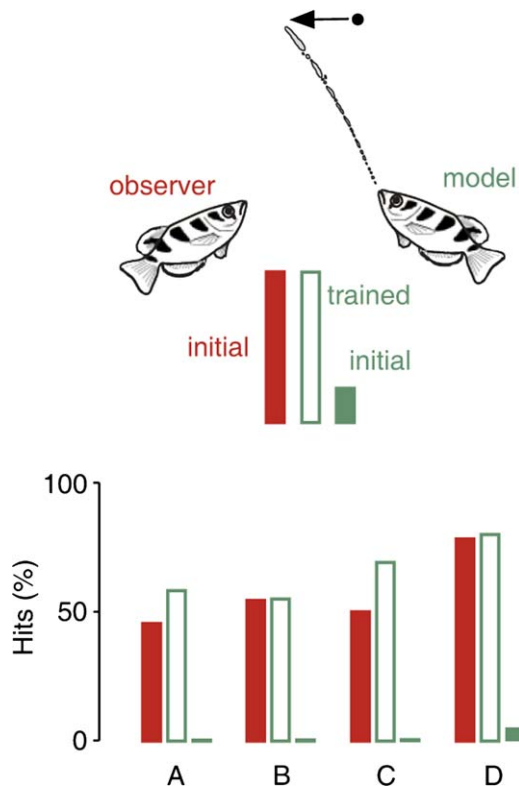 observer
model
trained
initial
initial
100
50
0
Hits (%)
A B C D